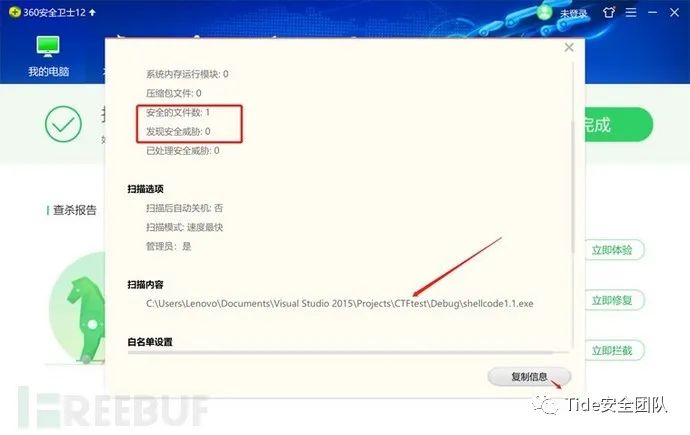 360安全卫士12
未登录
我的电脑
系统内存运行模块: 0
压缩包文件: 0
安全的文件数: 1
发现安全威胁: 0
已处理安全威胁: 0
完成
扫描选项
扫描后自动关机: 否
扫描模式: 速度最快
管理员: 是
查杀报告
立即体验
扫描内容
C:\Users\Lenovo\Documents\Visual Studio 2015\Projects\CTFtest\Debug\shellcode1.1.exe
立即修复
白名单设置
立即拦截
复制信息
FREEBUF
Tide安全团队